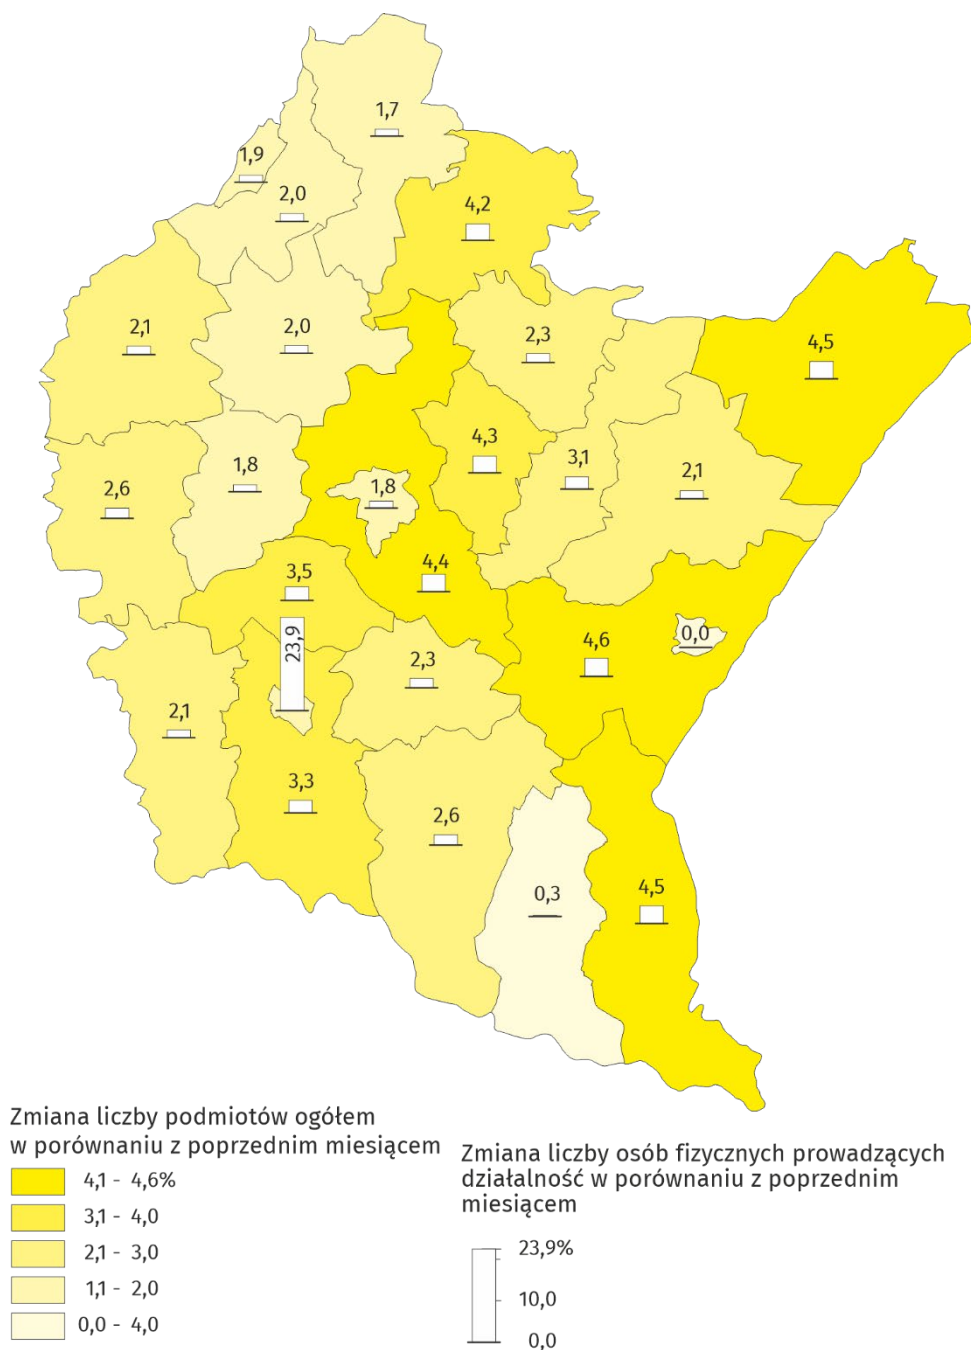 1,7
1,9
2,0
4,2
2,1
2,0
2,3
4,5
4,3
3,1
2,1
2,6
1,8
1,8
4,4
3,5
23,9
2,3
4,6
0,0
2,1
3,3
2,6
0,3
4,5
Zmiana liczby podmiotów ogółem
w porównaniu z poprzednim miesiącem
4,1 - 4,6%
3,1 - 4,0
2,1 - 3,0
1,1 - 2,0
0,0 - 4,0
Zmiana liczby osób fizycznych prowadzących
działalność w porównaniu z poprzednim
miesiącem
23,9%
10,0
0,0